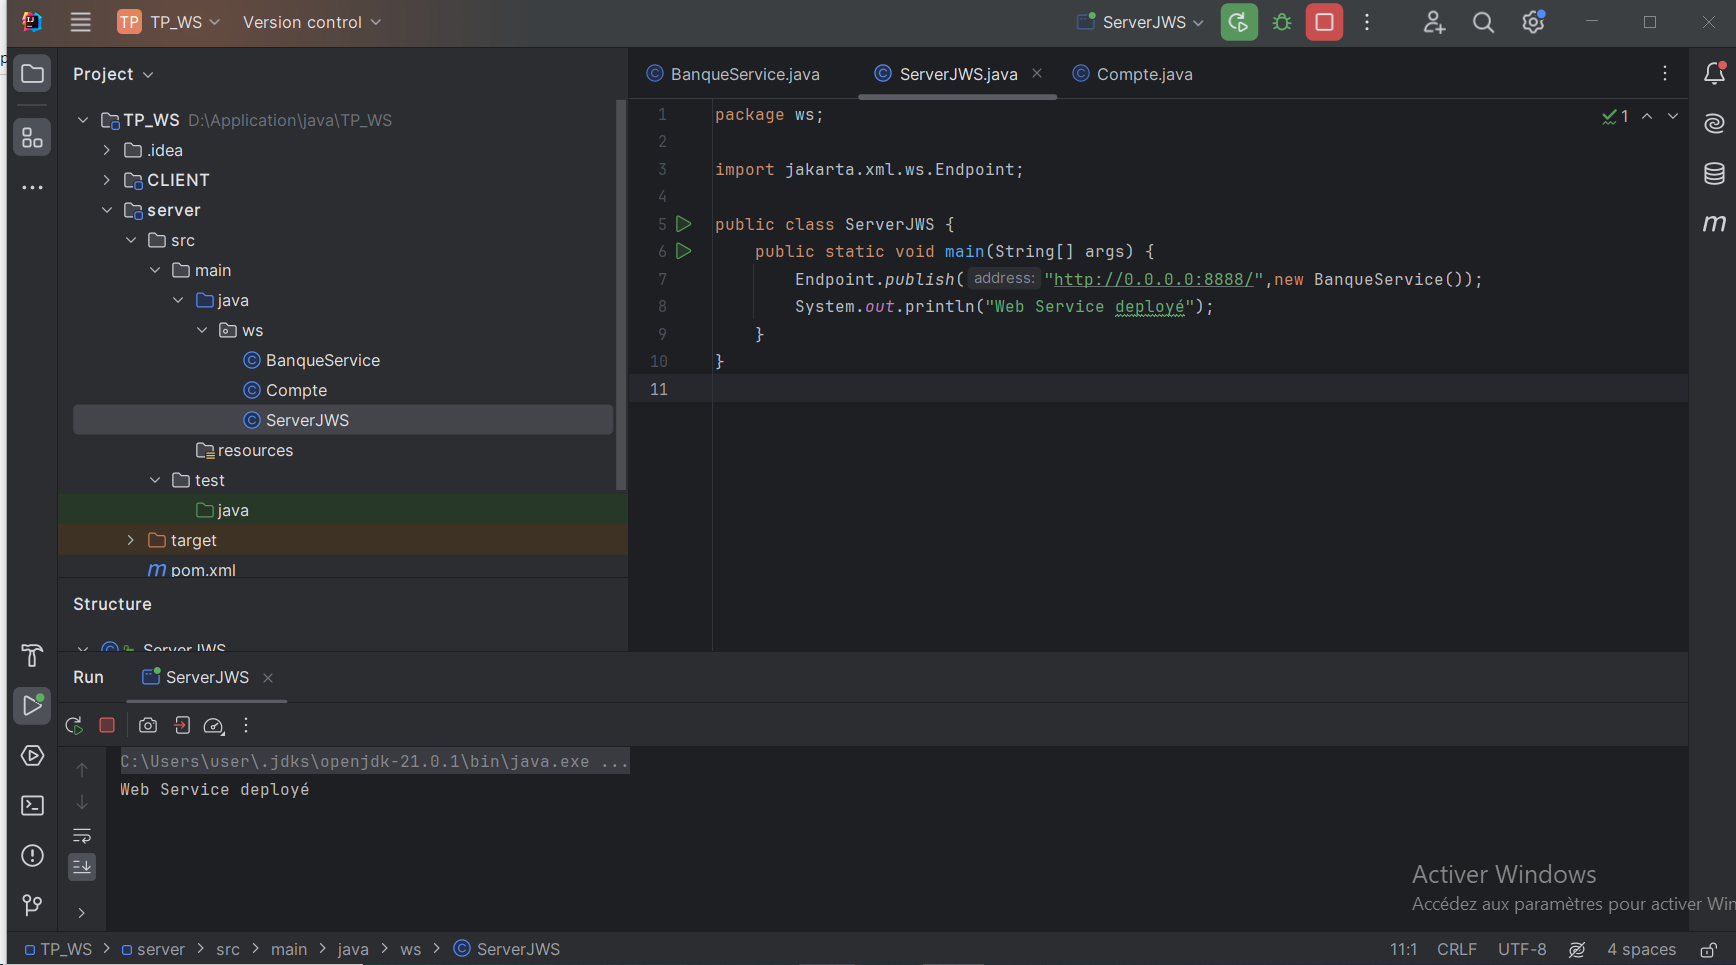 TP TP_WS Version control ServerJWS
Project
BanqueService.java ServerJWS.java Compte.java
TP_WS D:\Application\java\TP_WS
.idea
CLIENT
server
src
main
java
ws
BanqueService
Compte
ServerJWS
resources
test
java
target
pom.xml
Structure
ServerJWS
1 package ws;
2
3 import jakarta.xml.ws.Endpoint;
4
5 public class ServerJWS {
6 public static void main(String[] args) {
7 Endpoint.publish( address: "http://0.0.0.0:8888/",new BanqueService());
8 System.out.println("Web Service deployé");
9 }
10 }
11
1
m
Run ServerJWS
C:\Users\user\.jdks\openjdk-21.0.1\bin\java.exe ...
Web Service deployé
Activer Windows
Accédez aux paramètres pour activer Win
TP_WS > server > src > main > java > ws > ServerJWS 11:1 CRLF UTF-8 4 spaces